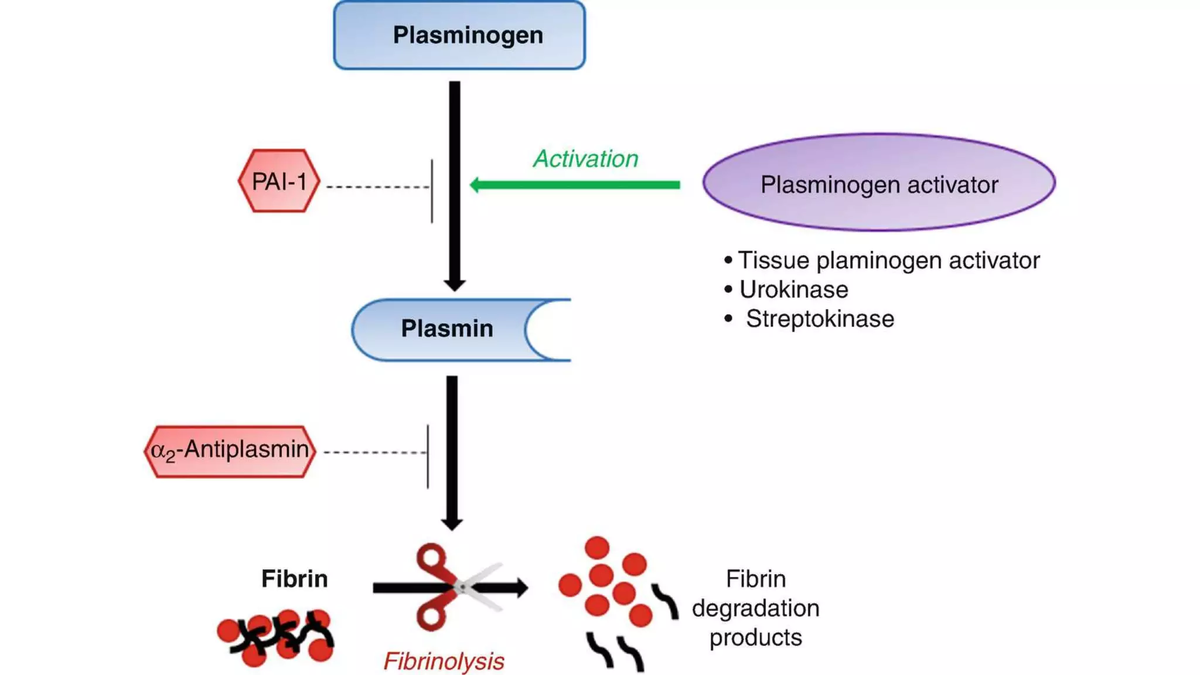 Plasminogen
PAI-1
Activation
Plasminogen activator
• Tissue plaminogen activator
• Urokinase
• Streptokinase
Plasmin
α₂-Antiplasmin
Fibrin
Fibrinolysis
Fibrin
degradation
products